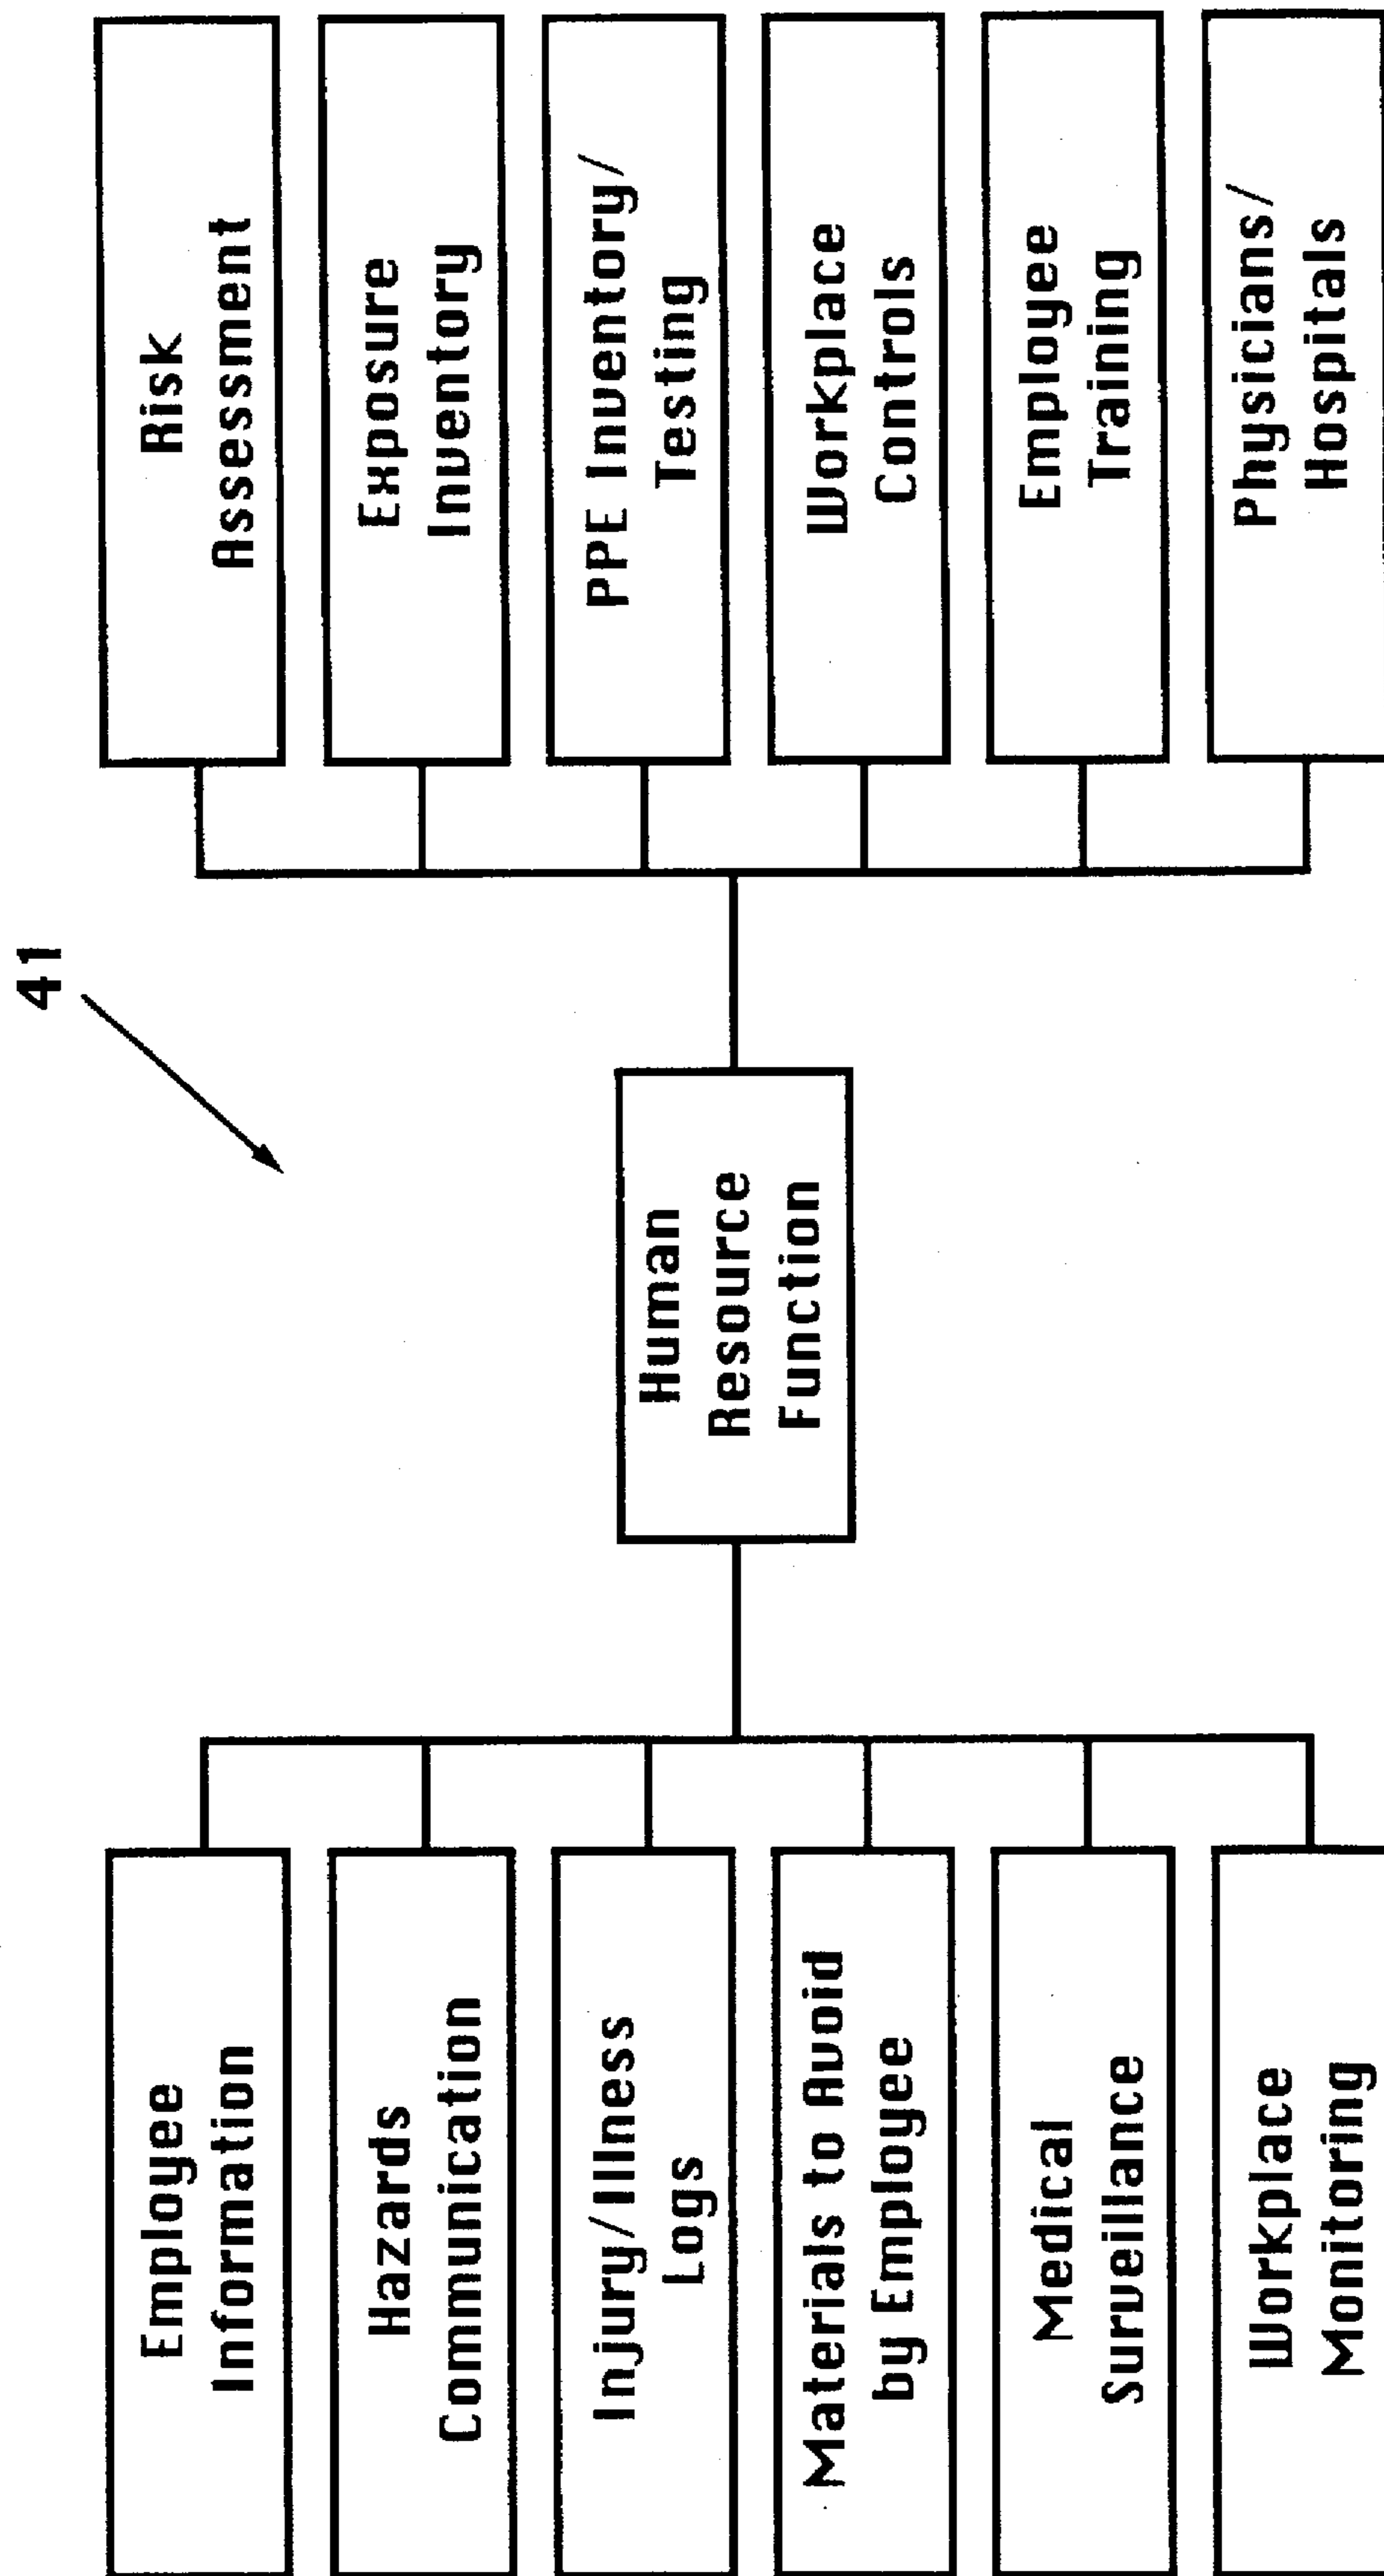 41
Employee
Information
Hazards
Communication
Injury/Illness
Logs
Materials to Avoid
by Employee
Medical
Surveillance
Workplace
Monitoring
Human
Resource
Function
Risk
Assessment
Exposure
Inventory
PPE Inventory/
Testing
Workplace
Controls
Employee
Training
Physicians/
Hospitals